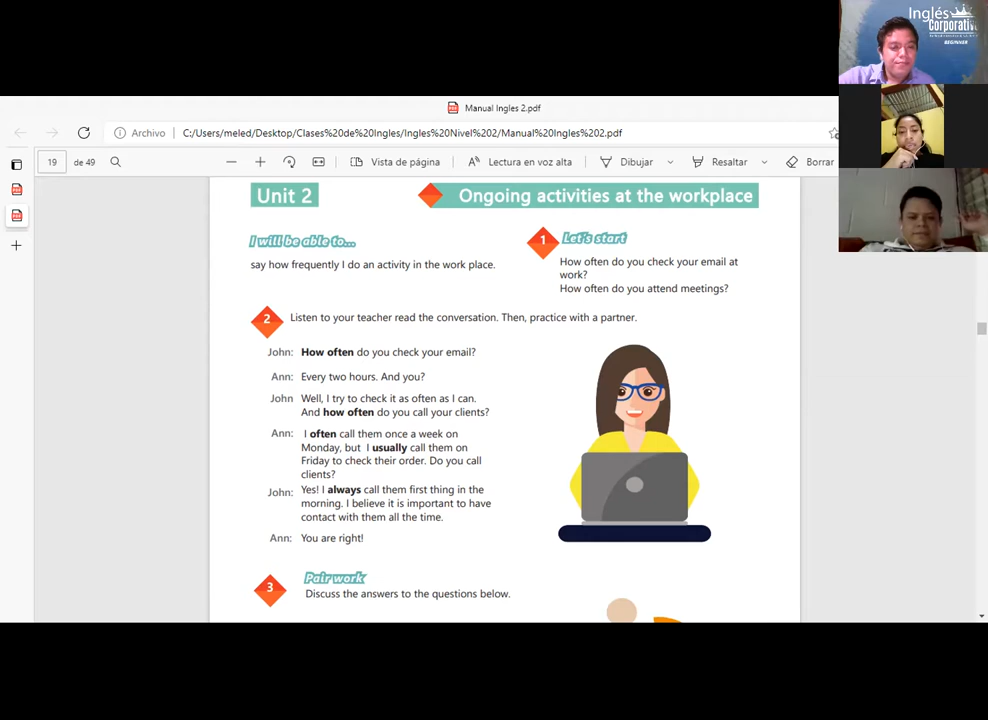 Inglés
Corporativ
BEGINNER
Manual Ingles 2.pdf
Archivo C:/Users/meled/Desktop/Clases%20de%20Ingles/Ingles%20Nivel%202/Manual%20Ingles%202.pdf
19 de 49 Vista de página Lectura en voz alta Dibujar Resaltar Borrar
Unit 2 Ongoing activities at the workplace
I will be able to...
say how frequently I do an activity in the work place.
1 Let's start
How often do you check your email at
work?
How often do you attend meetings?
2 Listen to your teacher read the conversation. Then, practice with a partner.
John: How often do you check your email?
Ann: Every two hours. And you?
John Well, I try to check it as often as I can.
And how often do you call your clients?
Ann: I often call them once a week on
Monday, but I usually call them on
Friday to check their order. Do you call
clients?
John: Yes! I always call them first thing in the
morning. I believe it is important to have
contact with them all the time.
Ann: You are right!
3 Pair work
Discuss the answers to the questions below.